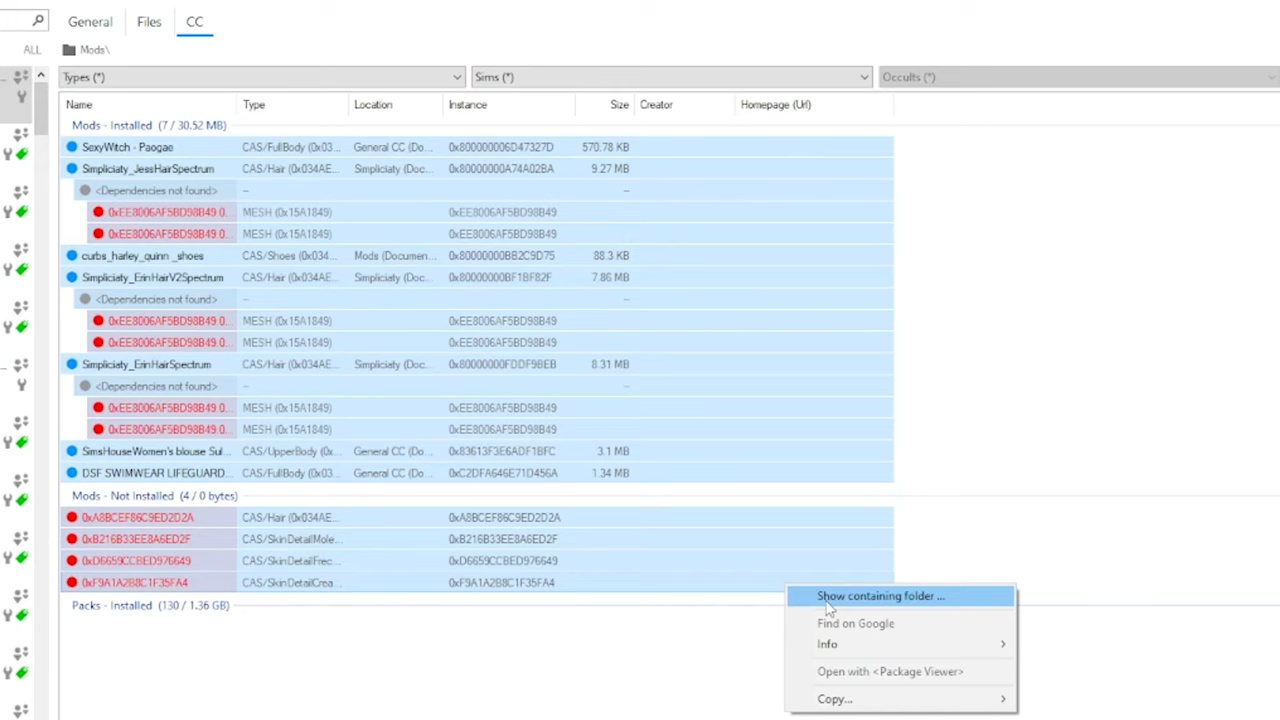 General Files CC
ALL Mods\
Types (*) Sims (*) Occults (*)
Name Type Location Instance Size Creator Homepage (Url)
Mods - Installed (7 / 30.52 MB)
SexyWitch - Paogae CAS/FullBody (0x03... General CC (Do... 0x800000006D47327D 570.78 KB
Simpliciaty_JessHairSpectrum CAS/Hair (0x034AE... Simpliciaty (Doc... 0x80000000A74A02BA 9.27 MB
<Dependencies not found> -- --
0xEE8006AF5BD98B49.0... MESH (0x15A1849) 0xEE8006AF5BD98B49
0xEE8006AF5BD98B49.0... MESH (0x15A1849) 0xEE8006AF5BD98B49
curbs_harley_quinn _shoes CAS/Shoes (0x034... Mods (Documen... 0x80000000BB2C9D75 88.3 KB
Simpliciaty_ErinHairV2Spectrum CAS/Hair (0x034AE... Simpliciaty (Doc... 0x80000000BF1BF82F 7.86 MB
<Dependencies not found> -- --
0xEE8006AF5BD98B49.0... MESH (0x15A1849) 0xEE8006AF5BD98B49
0xEE8006AF5BD98B49.0... MESH (0x15A1849) 0xEE8006AF5BD98B49
Simpliciaty_ErinHairSpectrum CAS/Hair (0x034AE... Simpliciaty (Doc... 0x80000000FDDF9BEB 8.31 MB
<Dependencies not found> -- --
0xEE8006AF5BD98B49.0... MESH (0x15A1849) 0xEE8006AF5BD98B49
0xEE8006AF5BD98B49.0... MESH (0x15A1849) 0xEE8006AF5BD98B49
SimsHouseWomen's blouse Sul... CAS/UpperBody (0x... General CC (Do... 0x83613F3E6ADF1BFC 3.1 MB
DSF SWIMWEAR LIFEGUARD... CAS/FullBody (0x03... General CC (Do... 0xC2DFA646E71D456A 1.34 MB
Mods - Not Installed (4 / 0 bytes)
0xA8BCEF86C9ED2D2A CAS/Hair (0x034AE... 0xA8BCEF86C9ED2D2A
0xB216B33EE8A6ED2F CAS/SkinDetailMole... 0xB216B33EE8A6ED2F
0xD6659CCBED976649 CAS/SkinDetailFrec... 0xD6659CCBED976649
0xF9A1A2B8C1F35FA4 CAS/SkinDetailCrea... 0xF9A1A2B8C1F35FA4
Packs - Installed (130 / 1.36 GB)
Show containing folder ...
Find on Google
Info
Open with <Package Viewer>
Copy...